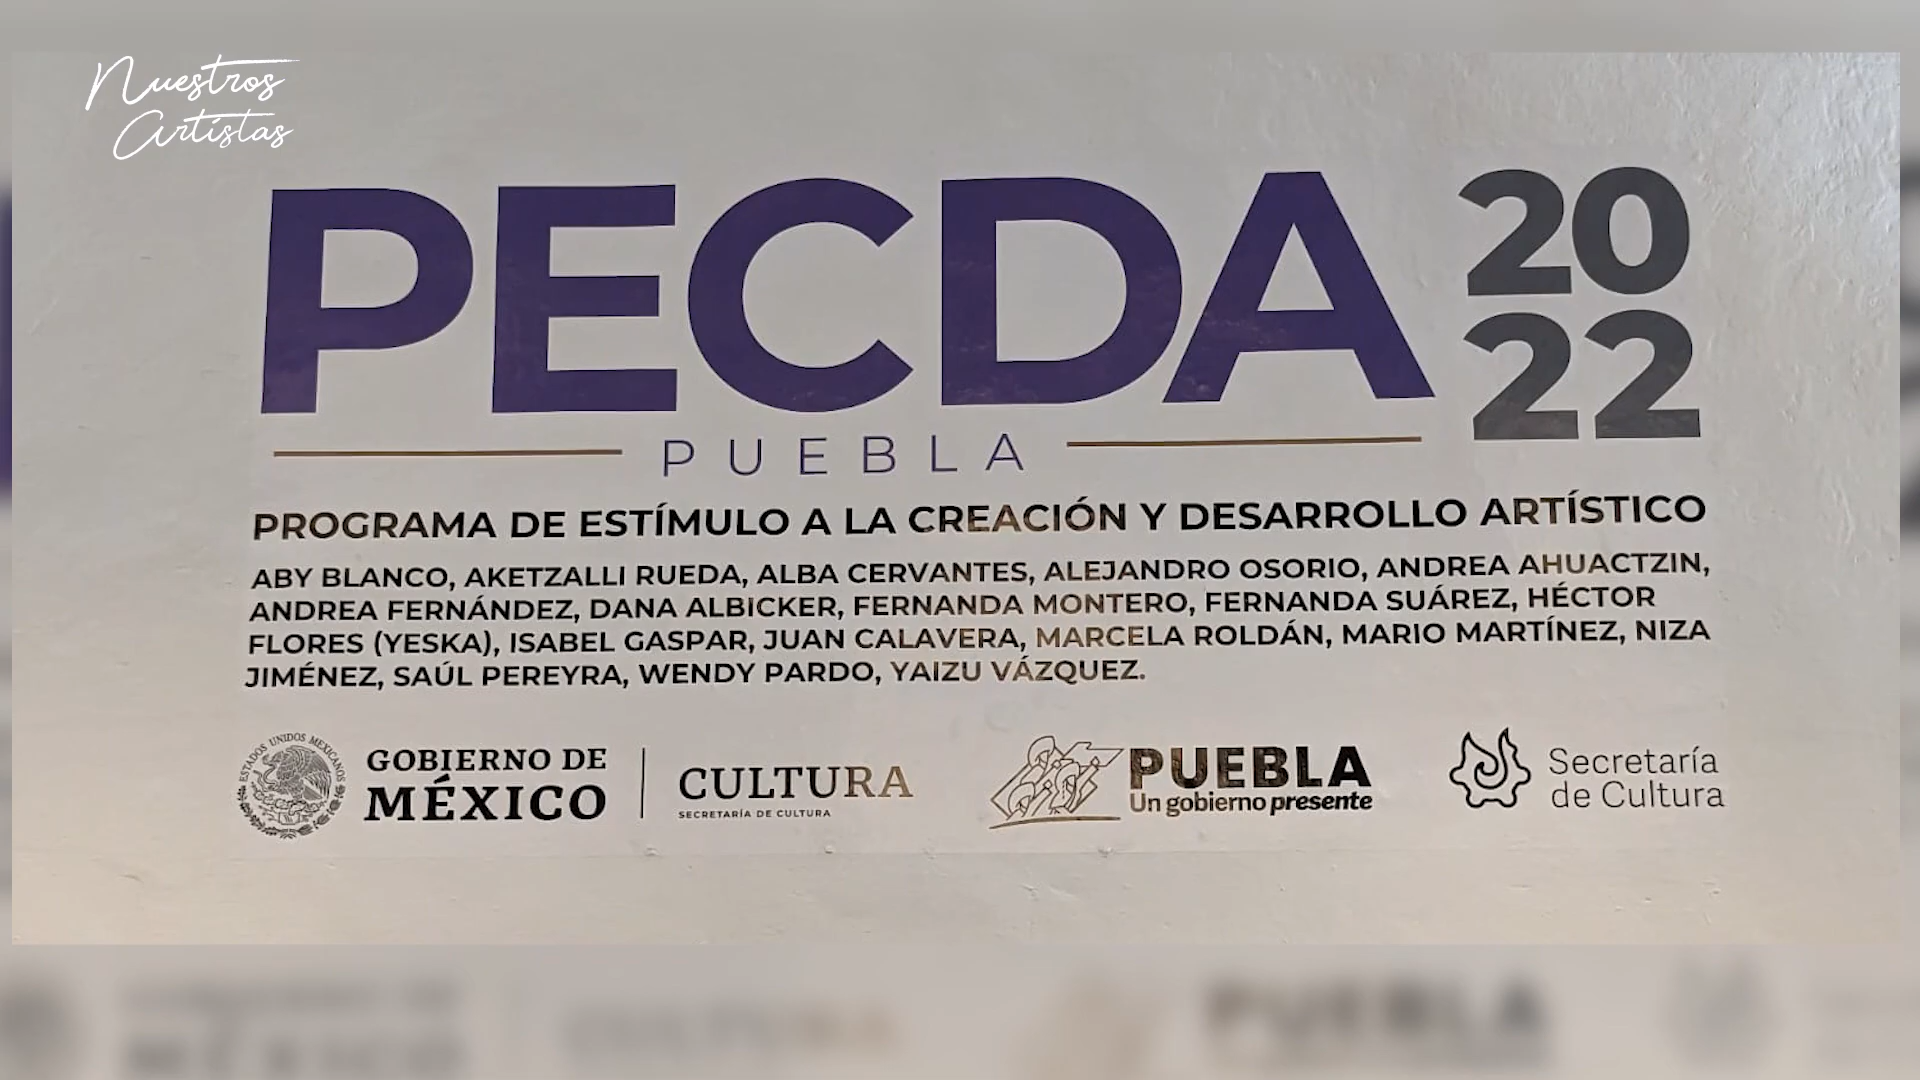 Nuestros
Artistas
PECDA
20
22
PUEBLA
PROGRAMA DE ESTÍMULO A LA CREACIÓN Y DESARROLLO ARTÍSTICO
ABY BLANCO, AKETZALLI RUEDA, ALBA CERVANTES, ALEJANDRO OSORIO, ANDREA AHUACTZIN,
ANDREA FERNÁNDEZ, DANA ALBICKER, FERNANDA MONTERO, FERNANDA SUÁREZ, HÉCTOR
FLORES (YESKA), ISABEL GASPAR, JUAN CALAVERA, MARCELA ROLDÁN, MARIO MARTÍNEZ, NIZA
JIMÉNEZ, SAÚL PEREYRA, WENDY PARDO, YAIZU VÁZQUEZ.
ESTADOS UNIDOS MEXICANOS
GOBIERNO DE
MÉXICO
CULTURA
SECRETARÍA DE CULTURA
PUEBLA
Un gobierno presente
Secretaría
de Cultura